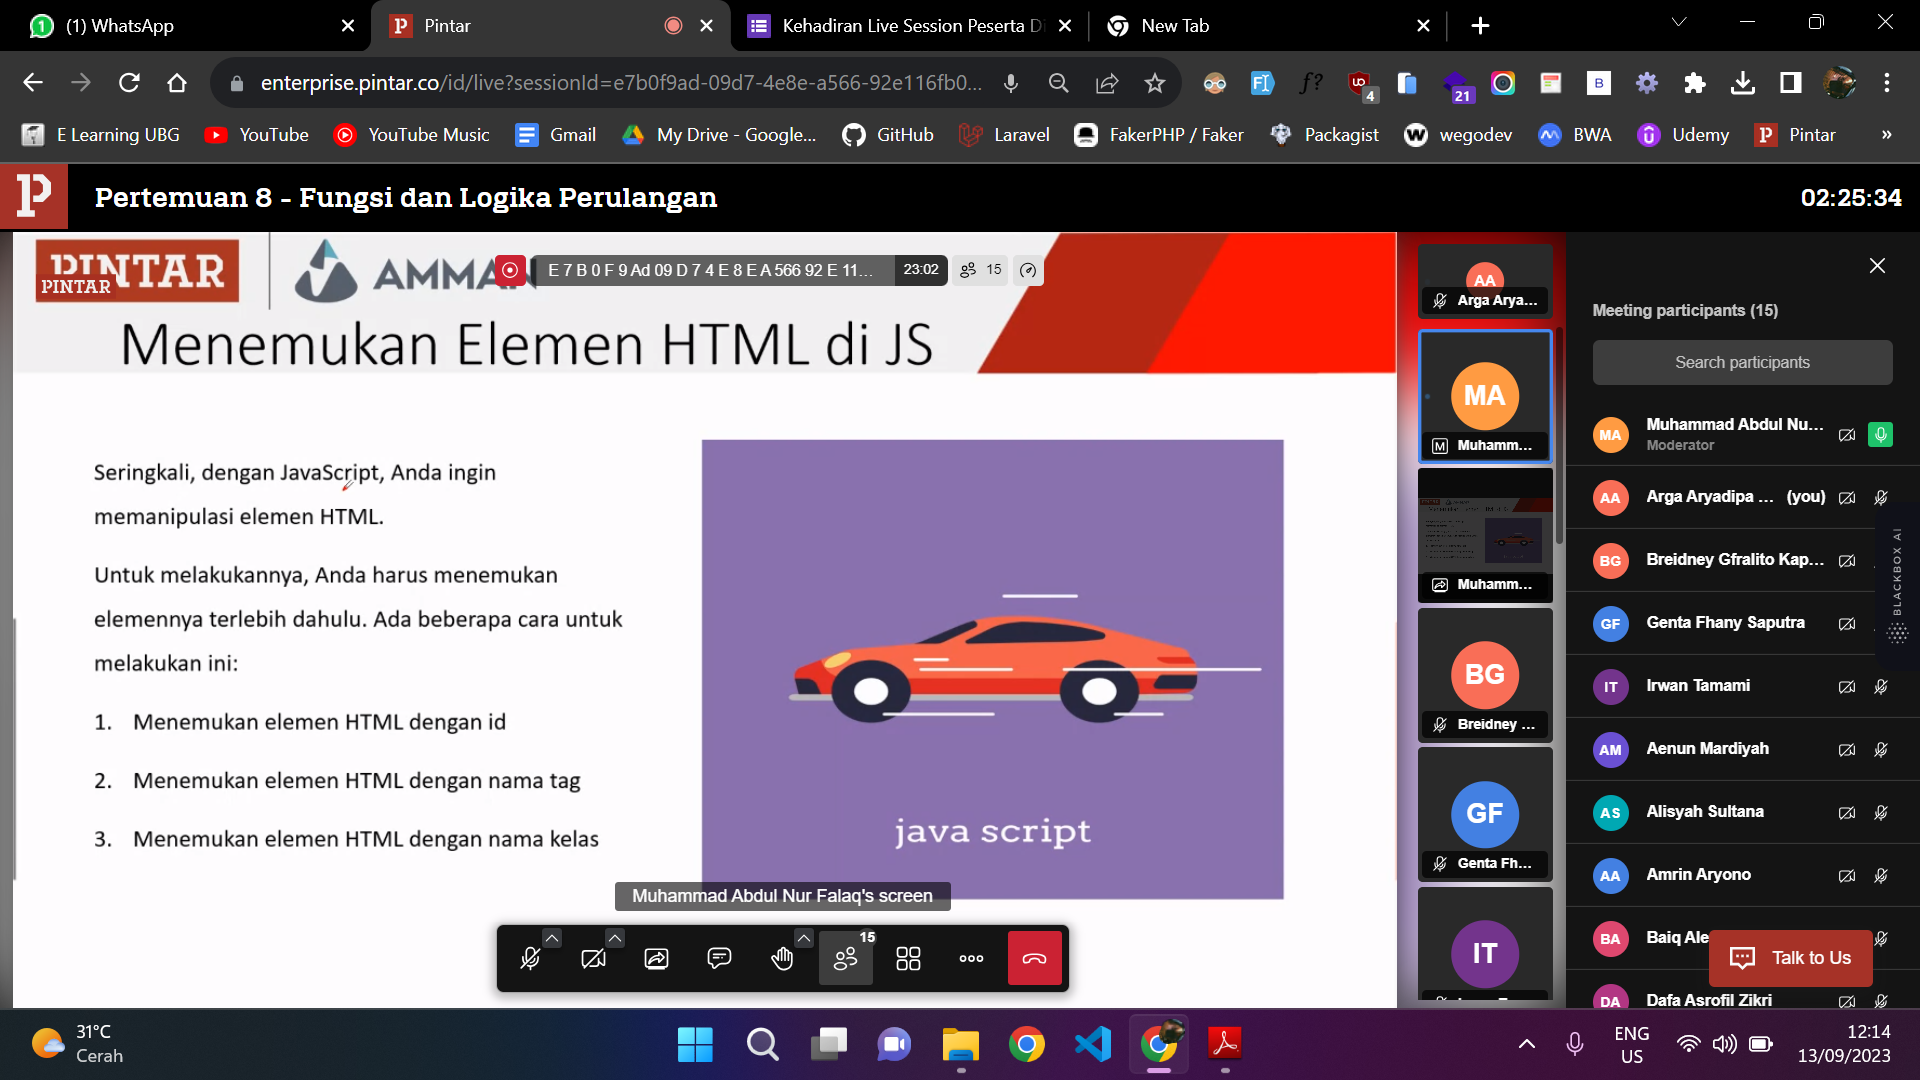 (1) WhatsApp
Pintar
Kehadiran Live Session Peserta Di
New Tab
enterprise.pintar.co/id/live?sessionId=e7b0f9ad-09d7-4e8e-a566-92e116fb0...
4
21
E Learning UBG
YouTube
YouTube Music
Gmail
My Drive - Google...
GitHub
Laravel
FakerPHP / Faker
Packagist
wegodev
BWA
Udemy
Pintar
»
Pertemuan 8 - Fungsi dan Logika Perulangan
02:25:34
PINTAR
PINTAR
AMMAN
E 7 B 0 F 9 Ad 09 D 7 4 E 8 E A 566 92 E 11...
23:02
15
Menemukan Elemen HTML di JS
Seringkali, dengan JavaScript, Anda ingin
memanipulasi elemen HTML.
Untuk melakukannya, Anda harus menemukan
elemennya terlebih dahulu. Ada beberapa cara untuk
melakukan ini:
1. Menemukan elemen HTML dengan id
2. Menemukan elemen HTML dengan nama tag
3. Menemukan elemen HTML dengan nama kelas
java script
Muhammad Abdul Nur Falaq's screen
15
AA
Arga Arya...
MA
Muhamm...
Muhamm...
BG
Breidney ...
GF
Genta Fh...
IT
Meeting participants (15)
Search participants
MA
Muhammad Abdul Nu...
Moderator
AA
Arga Aryadipa ... (you)
BG
Breidney Gfralito Kap...
GF
Genta Fhany Saputra
IT
Irwan Tamami
AM
Aenun Mardiyah
AS
Alisyah Sultana
AA
Amrin Aryono
BA
Baiq Ale
DA
Dafa Asrofil Zikri
BLACKBOX AI
Talk to Us
31°C
Cerah
ENG
US
12:14
13/09/2023